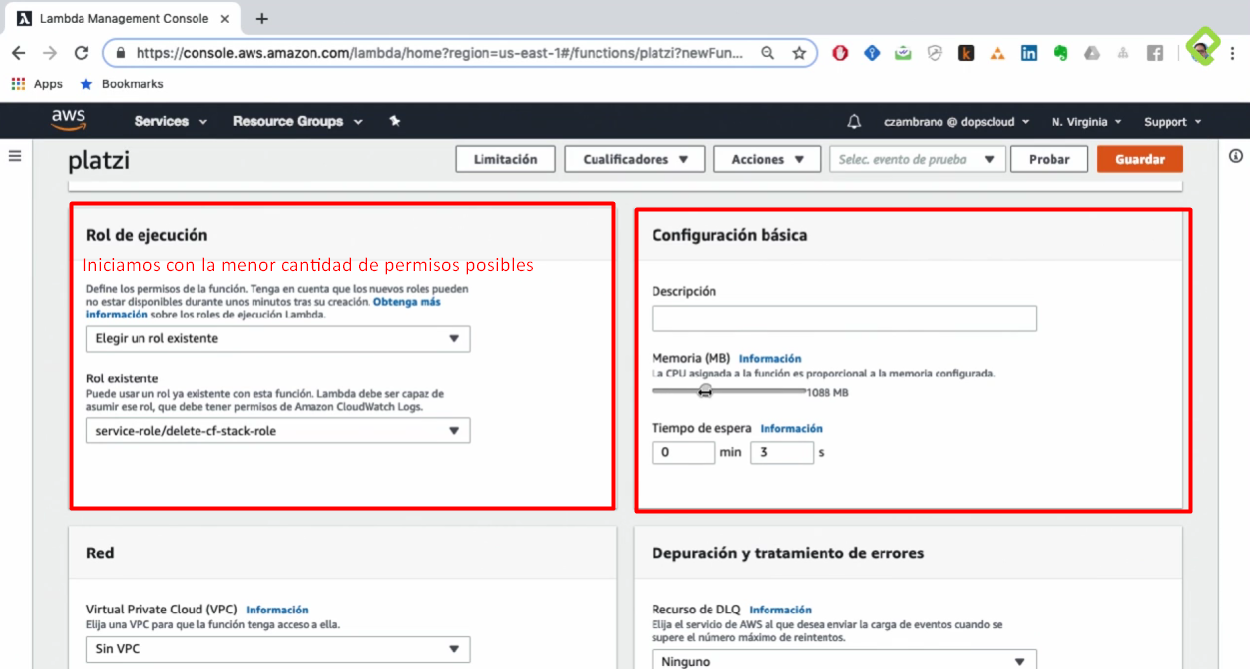 Lambda Management Console
https://console.aws.amazon.com/lambda/home?region=us-east-1#/functions/platzi?newFun...
Apps
Bookmarks
aws
Services
Resource Groups
czambrano @ dopscloud
N. Virginia
Support
platzi
Limitación
Cualificadores
Acciones
Selec. evento de prueba
Probar
Guardar
Rol de ejecución
Iniciamos con la menor cantidad de permisos posibles
Define los permisos de la función. Tenga en cuenta que los nuevos roles pueden
no estar disponibles durante unos minutos tras su creación. Obtenga más
información sobre los roles de ejecución Lambda.
Elegir un rol existente
Rol existente
Puede usar un rol ya existente con esta función. Lambda debe ser capaz de
asumir ese rol, que debe tener permisos de Amazon CloudWatch Logs.
service-role/delete-cf-stack-role
Configuración básica
Descripción
Memoria (MB) Información
La CPU asignada a la función es proporcional a la memoria configurada.
1088 MB
Tiempo de espera Información
0 min 3 s
Red
Virtual Private Cloud (VPC) Información
Elija una VPC para que la función tenga acceso a ella.
Sin VPC
Depuración y tratamiento de errores
Recurso de DLQ Información
Elija el servicio de AWS al que desea enviar la carga de eventos cuando se
supere el número máximo de reintentos.
Ninguno